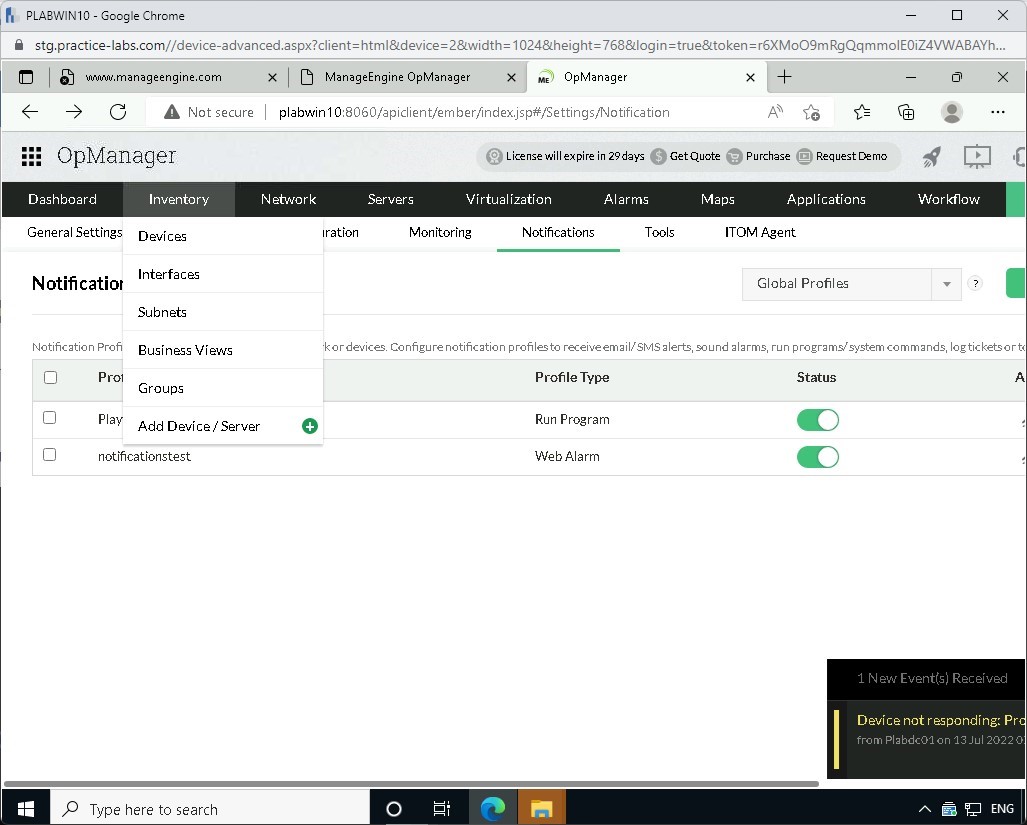 PLABWIN10 - Google Chrome
stg.practice-labs.com//device-advanced.aspx?client=html&device=2&width=1024&height=768&login=true&token=r6XMoO9mRgQqmmolE0iZ4VWABAYh...
www.manageengine.com
ManageEngine OpManager
ME OpManager
Not secure plabwin10:8060/apiclient/ember/index.jsp#/Settings/Notification
OpManager
License will expire in 29 days Get Quote Purchase Request Demo
Dashboard Inventory Network Servers Virtualization Alarms Maps Applications Workflow
General Settings uration Monitoring Notifications Tools ITOM Agent
Devices
Interfaces
Subnets
Business Views
Groups
Add Device / Server
Notification
Global Profiles ?
Notification Profi k or devices. Configure notification profiles to receive email/SMS alerts, sound alarms, run programs/system commands, log tickets or to
Prof Profile Type Status A
Play Run Program
notificationstest Web Alarm
1 New Event(s) Received
Device not responding: Pro
from Plabdc01 on 13 Jul 2022 0
Type here to search
ENG